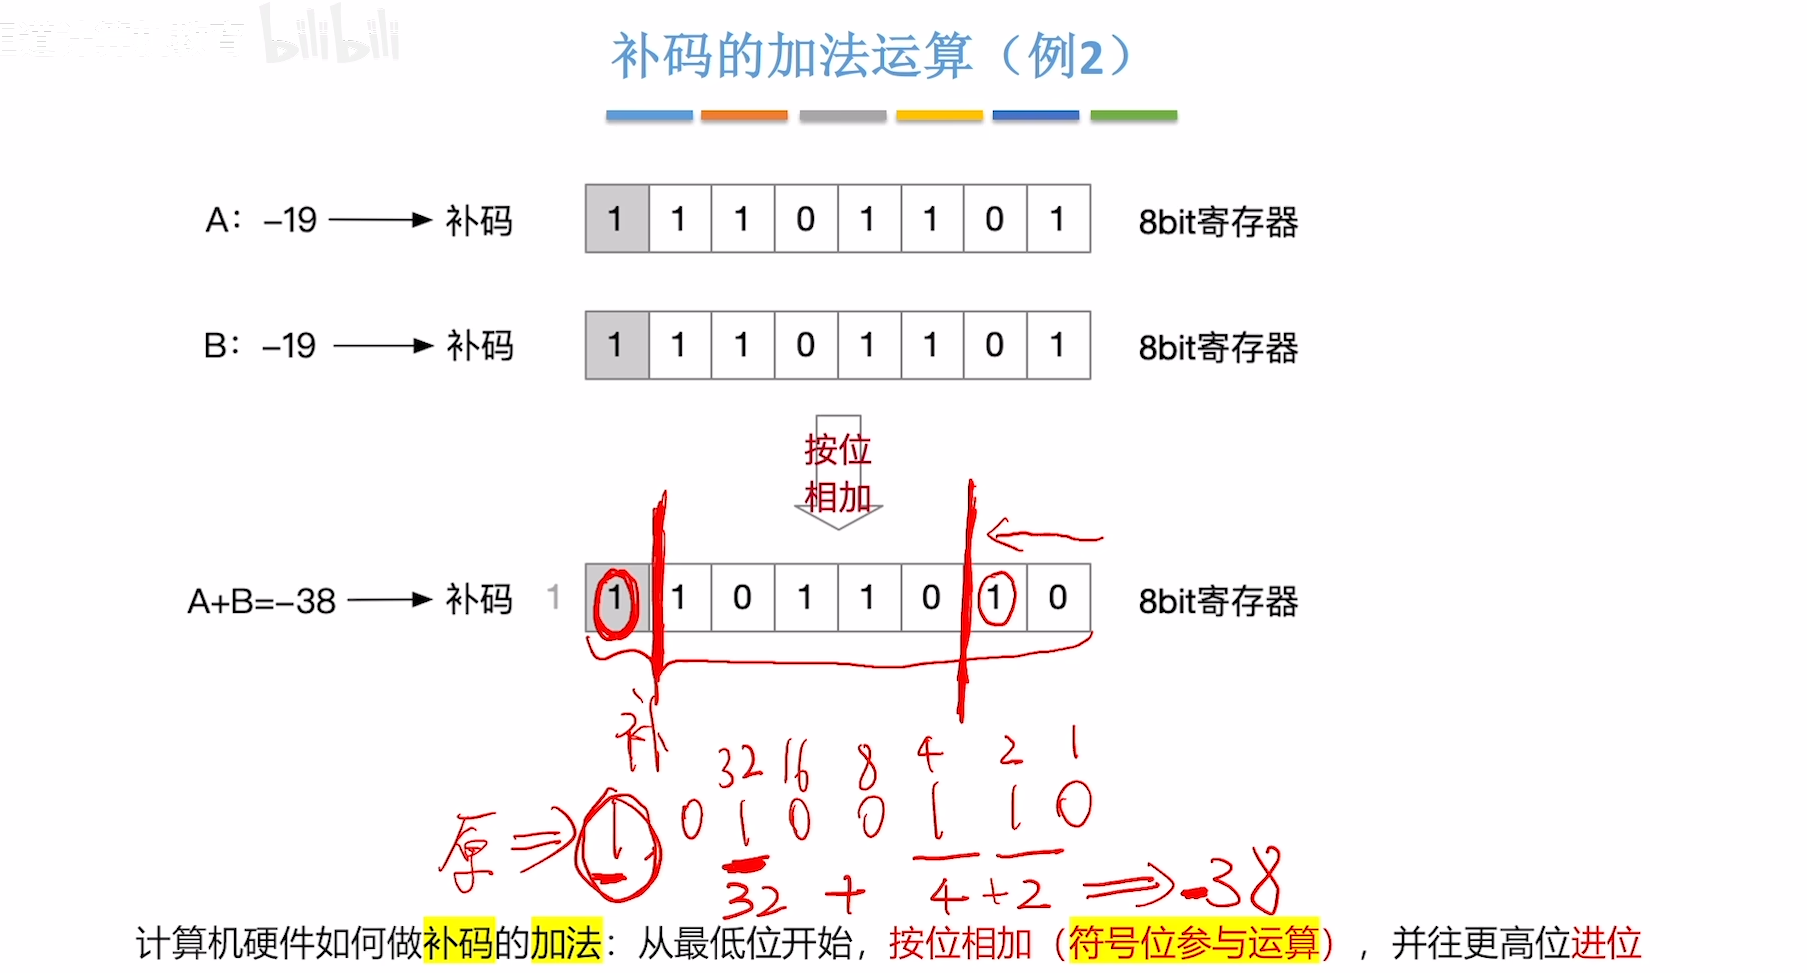 bilibili
补码的加法运算（例2）
A：–19 补码 1 1 1 0 1 1 0 1 8bit寄存器
B：–19 补码 1 1 1 0 1 1 0 1 8bit寄存器
按位
相加
A+B=–38 补码 1 1 1 0 1 1 0 1 0 8bit寄存器
补
32 16 8 4 2 1
原⇒ 1 0 1 0 0 1 1 0
32 + 4+2 ⇒ -38
计算机硬件如何做补码的加法：从最低位开始，按位相加（符号位参与运算），并往更高位进位